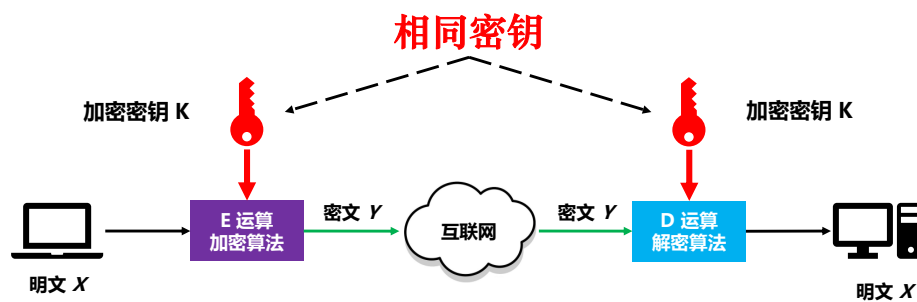 相同密钥
加密密钥 K
加密密钥 K
E 运算
加密算法
密文 Y
互联网
密文 Y
D 运算
解密算法
明文 X
明文 X